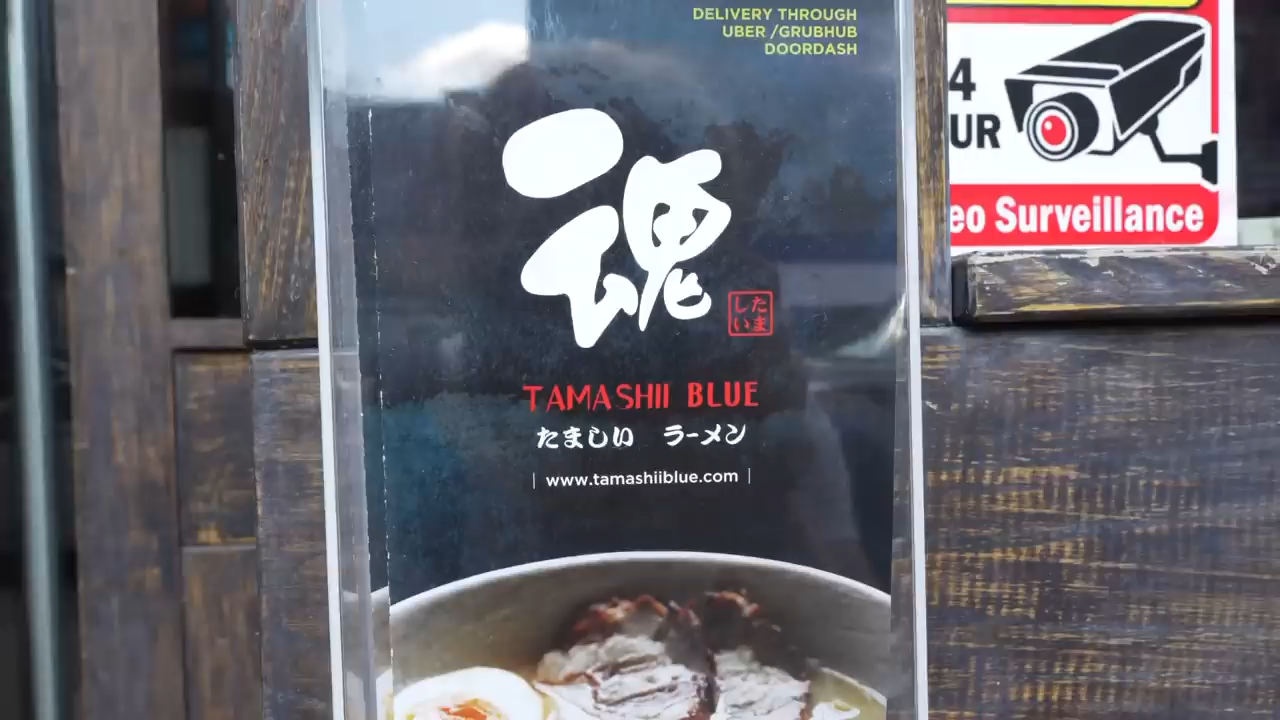 DELIVERY THROUGH
UBER /GRUBHUB
DOORDASH
魂
たま
しい
TAMASHII BLUE
たましい ラーメン
| www.tamashiiblue.com |
4
UR
eo Surveillance